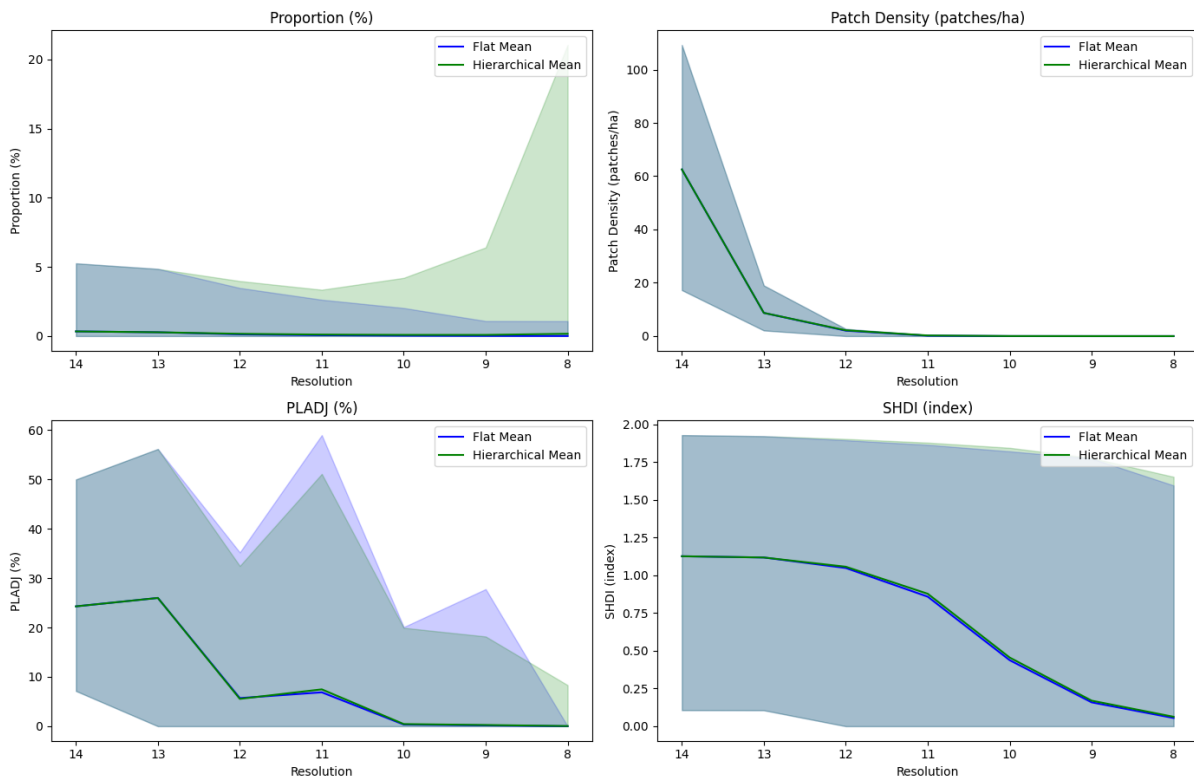 Proportion (%)
Proportion (%)
20
15
10
5
0
Flat Mean
Hierarchical Mean
14 13 12 11 10 9 8
Resolution
Patch Density (patches/ha)
Patch Density (patches/ha)
100
80
60
40
20
0
Flat Mean
Hierarchical Mean
14 13 12 11 10 9 8
Resolution
PLADJ (%)
PLADJ (%)
60
50
40
30
20
10
0
Flat Mean
Hierarchical Mean
14 13 12 11 10 9 8
Resolution
SHDI (index)
SHDI (index)
2.00
1.75
1.50
1.25
1.00
0.75
0.50
0.25
0.00
Flat Mean
Hierarchical Mean
14 13 12 11 10 9 8
Resolution